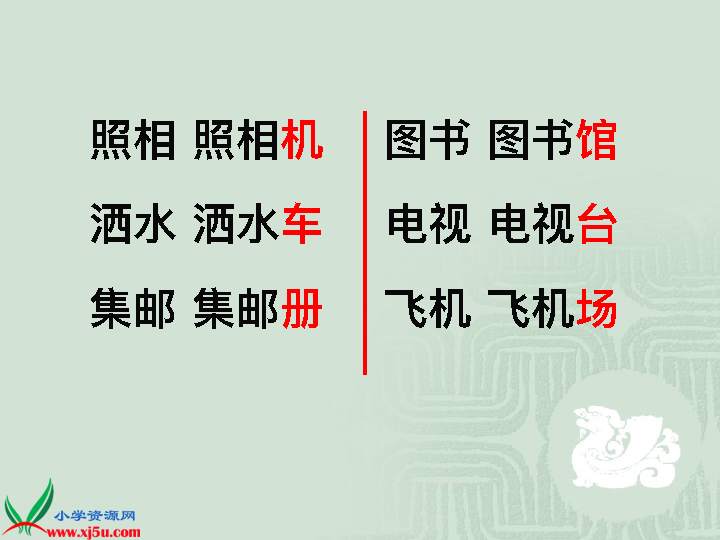 照相 照相机
洒水 洒水车
集邮 集邮册
图书 图书馆
电视 电视台
飞机 飞机场
小学资源网
www.xj5u.com